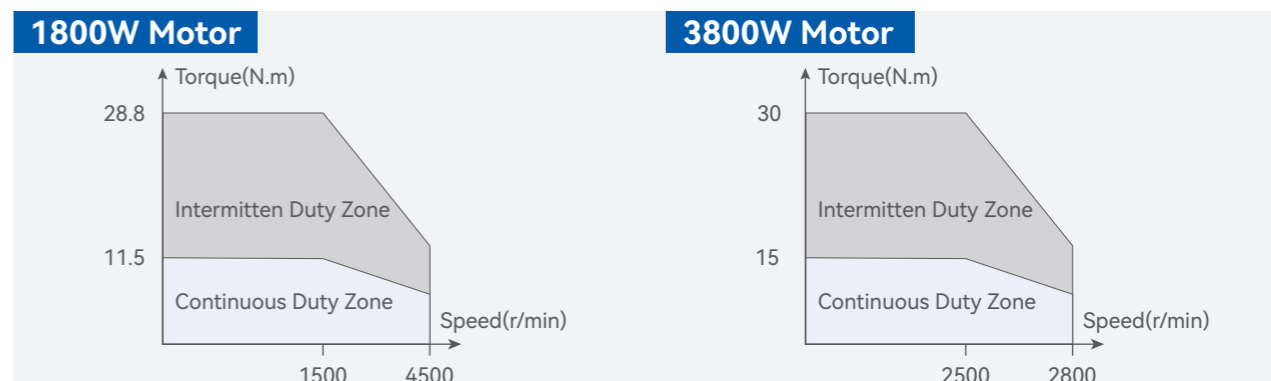 1800W Motor
Torque(N.m)
28.8
Intermitten Duty Zone
11.5
Continuous Duty Zone
Speed(r/min)
1500 4500
3800W Motor
Torque(N.m)
30
Intermitten Duty Zone
15
Continuous Duty Zone
Speed(r/min)
2500 2800